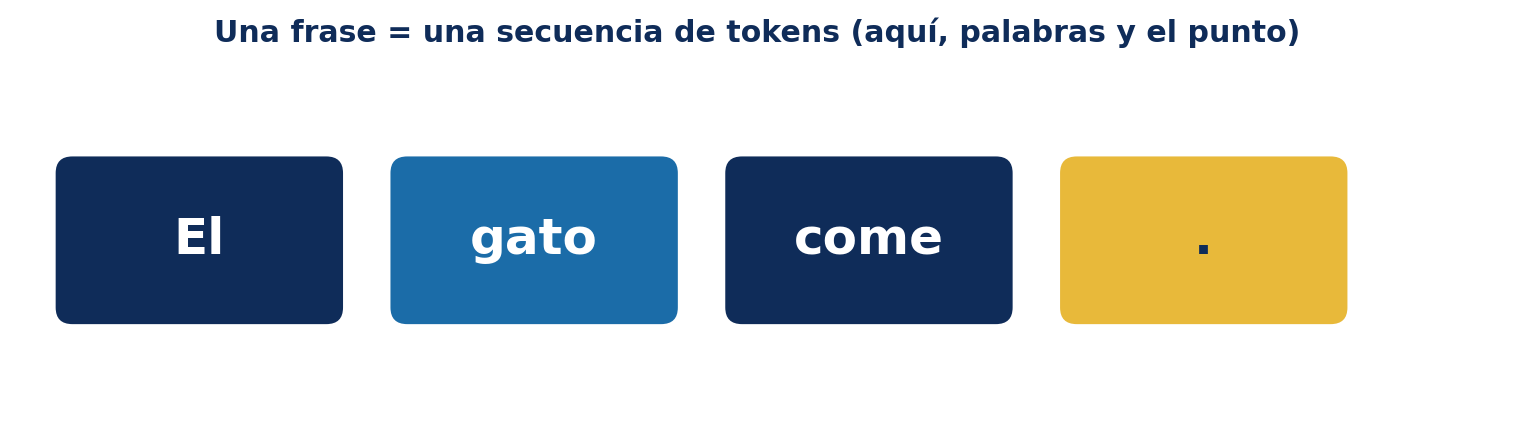 Una frase = una secuencia de tokens (aquí, palabras y el punto)
El gato come .